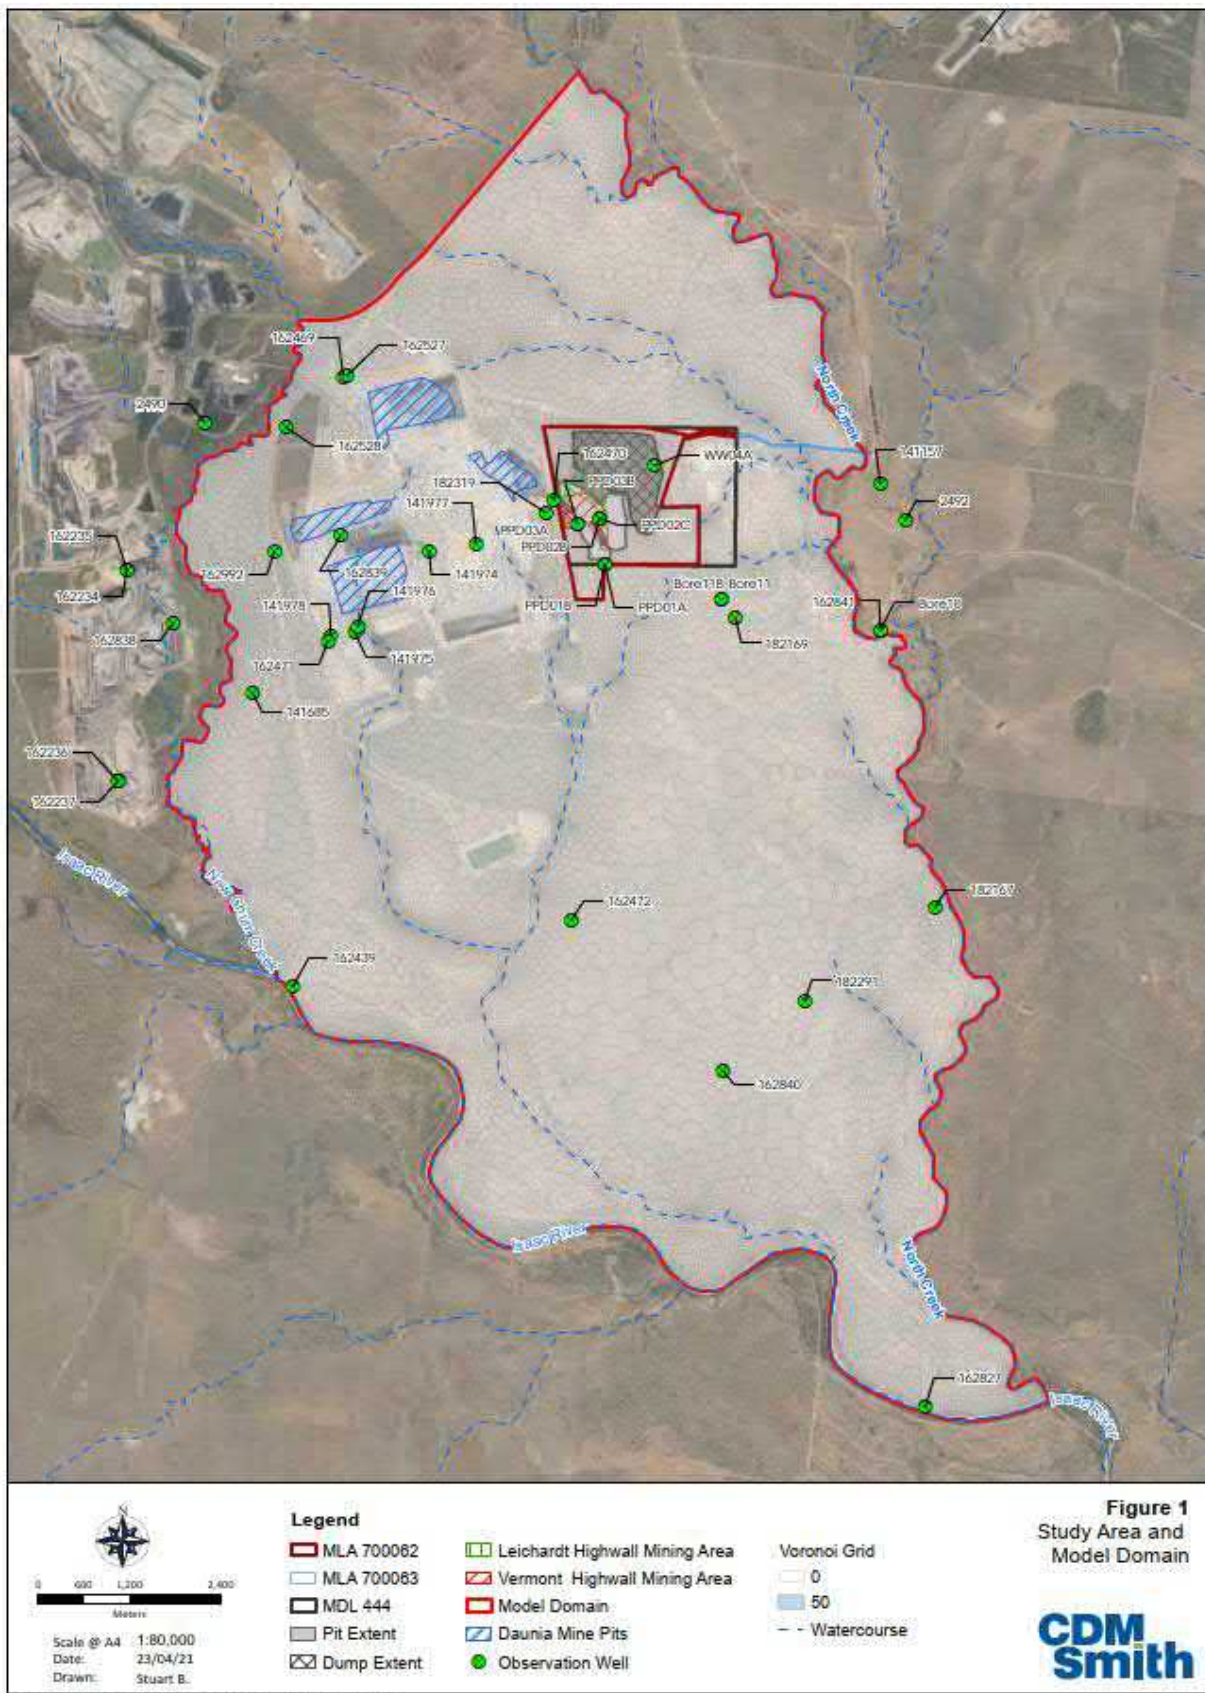 162469
162527
North Creek
2490
162528
162470
WW04A
141157
PPD03B
182319
141977
2492
PPD03A
PPD02C
PPD02B
162235
162992
162839
141974
141976
Bore11B
Bore11
162234
141978
PPD01B
PPD01A
162841
Bore10
162838
182169
162471
141975
141685
162236
162237
Isaac River
Creek
182167
162472
162439
182291
162840
Isaac River
North Creek
162827
Isaac River
N
0 600 1,200 2,400
Meters
Scale @ A4 1:80,000
Date: 23/04/21
Drawn: Stuart B.
Legend
MLA 700062
MLA 700063
MDL 444
Pit Extent
Dump Extent
Leichardt Highwall Mining Area
Vermont Highwall Mining Area
Model Domain
Daunia Mine Pits
Observation Well
Voronoi Grid
0
50
Watercourse
Figure 1
Study Area and
Model Domain
CDM
Smith